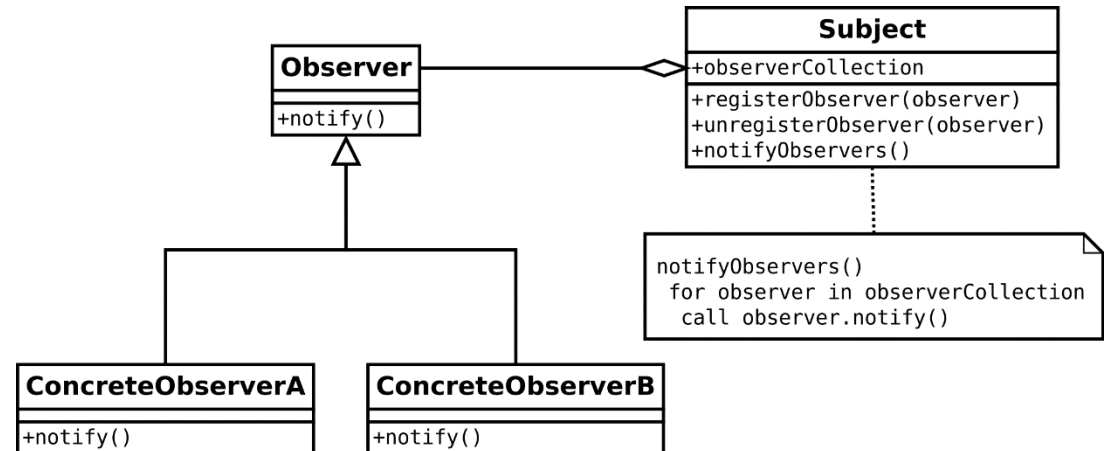 Observer
+notify()
Subject
+observerCollection
+registerObserver(observer)
+unregisterObserver(observer)
+notifyObservers()
notifyObservers()
for observer in observerCollection
call observer.notify()
ConcreteObserverA
+notify()
ConcreteObserverB
+notify()